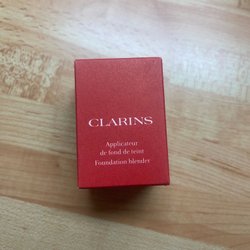 CLARINS
Applicateur
de fond de teint
Foundation blender